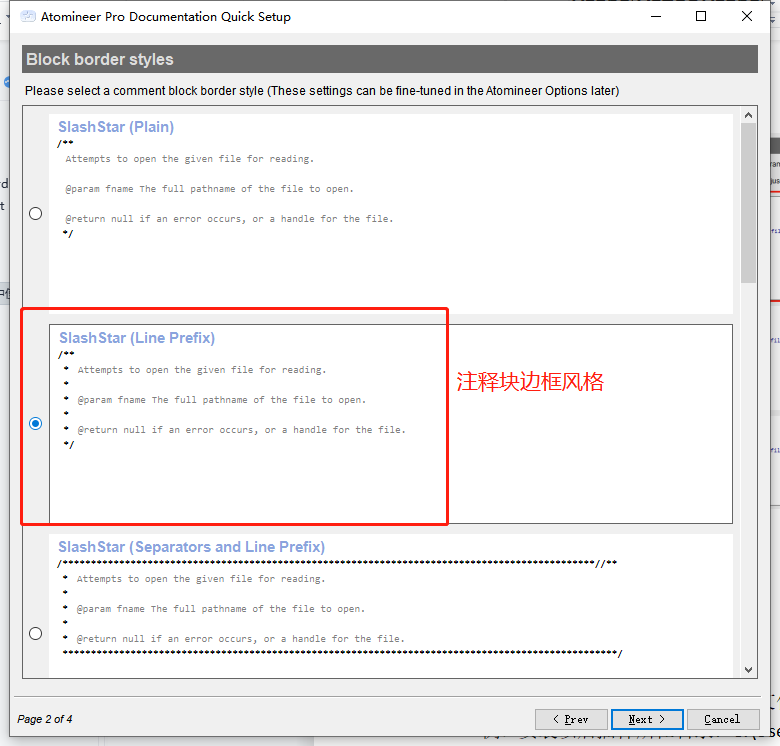 Atomineer Pro Documentation Quick Setup
Block border styles
Please select a comment block border style (These settings can be fine-tuned in the Atomineer Options later)
SlashStar (Plain)
/**
Attempts to open the given file for reading.
@param fname The full pathname of the file to open.
@return null if an error occurs, or a handle for the file.
*/
SlashStar (Line Prefix)
/**
* Attempts to open the given file for reading.
*
* @param fname The full pathname of the file to open.
*
* @return null if an error occurs, or a handle for the file.
*/
注释块边框风格
SlashStar (Separators and Line Prefix)
* Attempts to open the given file for reading.
*
* @param fname The full pathname of the file to open.
*
* @return null if an error occurs, or a handle for the file.
Page 2 of 4
< Prev
Next >
Cancel